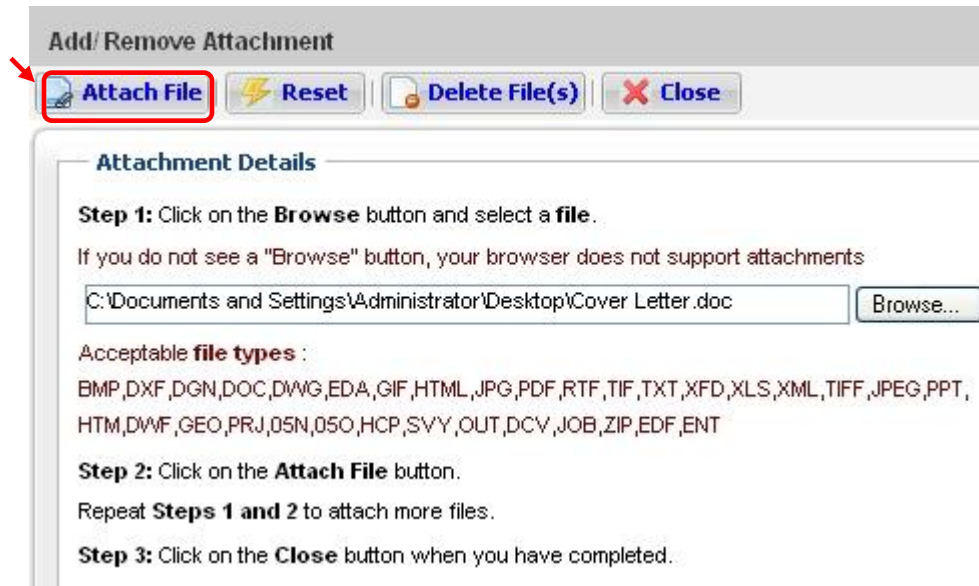 Add/Remove Attachment
Attach File Reset Delete File(s) Close
Attachment Details
Step 1: Click on the Browse button and select a file.
If you do not see a "Browse" button, your browser does not support attachments
C:\Documents and Settings\Administrator\Desktop\Cover Letter.doc Browse...
Acceptable file types :
BMP,DXF,DGN,DOC,DWG,EDA,GIF,HTML,JPG,PDF,RTF,TIF,TXT,XFD,XLS,XML,TIFF,JPEG,PPT,
HTM,DWF,GEO,PRJ,05N,05O,HCP,SVY,OUT,DCV,JOB,ZIP,EDF,ENT
Step 2: Click on the Attach File button.
Repeat Steps 1 and 2 to attach more files.
Step 3: Click on the Close button when you have completed.